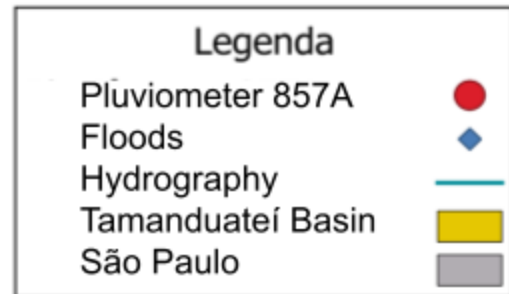 Legenda
Pluviometer 857A
Floods
Hydrography
Tamanduateí Basin
São Paulo